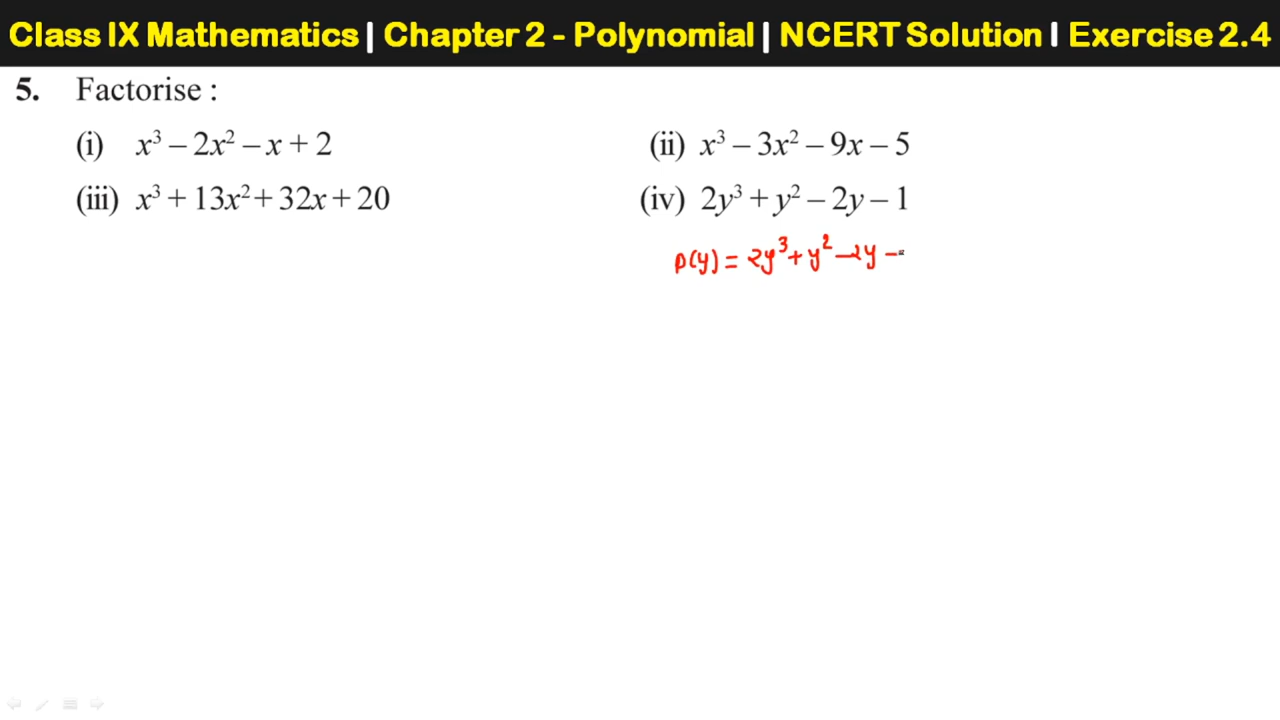 Class IX Mathematics | Chapter 2 - Polynomial | NCERT Solution | Exercise 2.4
5. Factorise :
(i) x³ – 2x² – x + 2
(ii) x³ – 3x² – 9x – 5
(iii) x³ + 13x² + 32x + 20
(iv) 2y³ + y² – 2y – 1
p(y) = 2y³ + y² – 2y –